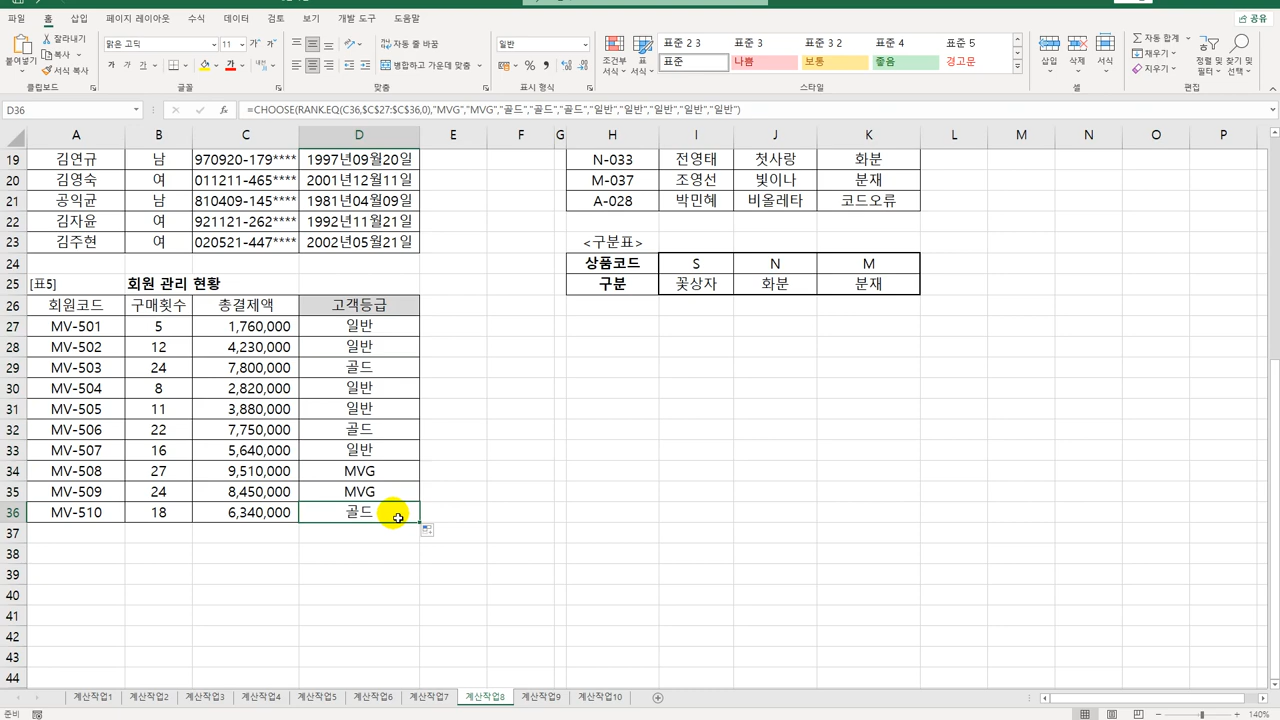 공유
파일 홈 삽입 페이지 레이아웃 수식 데이터 검토 보기 개발 도구 도움말
붙여넣기
잘라내기
복사
서식 복사
클립보드
맑은 고딕 11
가 가 가 가 가 가
글꼴
자동 줄 바꿈
병합하고 가운데 맞춤
맞춤
일반
표시 형식
조건부 서식
표 서식
표준 2 3 표준 3 표준 3 2 표준 4 표준 5
표준 나쁨 보통 좋음 경고문
스타일
삽입 삭제 서식
셀
자동 합계
채우기
지우기
정렬 및 필터
찾기 및 선택
편집
D36 fx =CHOOSE(RANK.EQ(C36,$C$27:$C$36,0),"MVG","MVG","골드","골드","골드","일반","일반","일반","일반","일반")
A B C D E F G H I J K L M N O P
19 김연규 남 970920-179**** 1997년09월20일 N-033 전영태 첫사랑 화분
20 김영숙 여 011211-465**** 2001년12월11일 M-037 조영선 빛이나 분재
21 공익균 남 810409-145**** 1981년04월09일 A-028 박민혜 비올레타 코드오류
22 김자윤 여 921121-262**** 1992년11월21일
23 김주현 여 020521-447**** 2002년05월21일 <구분표>
24 상품코드 S N M
25 [표5] 회원 관리 현황 구분 꽃상자 화분 분재
26 회원코드 구매횟수 총결제액 고객등급
27 MV-501 5 1,760,000 일반
28 MV-502 12 4,230,000 일반
29 MV-503 24 7,800,000 골드
30 MV-504 8 2,820,000 일반
31 MV-505 11 3,880,000 일반
32 MV-506 22 7,750,000 골드
33 MV-507 16 5,640,000 일반
34 MV-508 27 9,510,000 MVG
35 MV-509 24 8,450,000 MVG
36 MV-510 18 6,340,000 골드
37
38
39
40
41
42
43
44
계산작업1 계산작업2 계산작업3 계산작업4 계산작업5 계산작업6 계산작업7 계산작업8 계산작업9 계산작업10
준비 140%